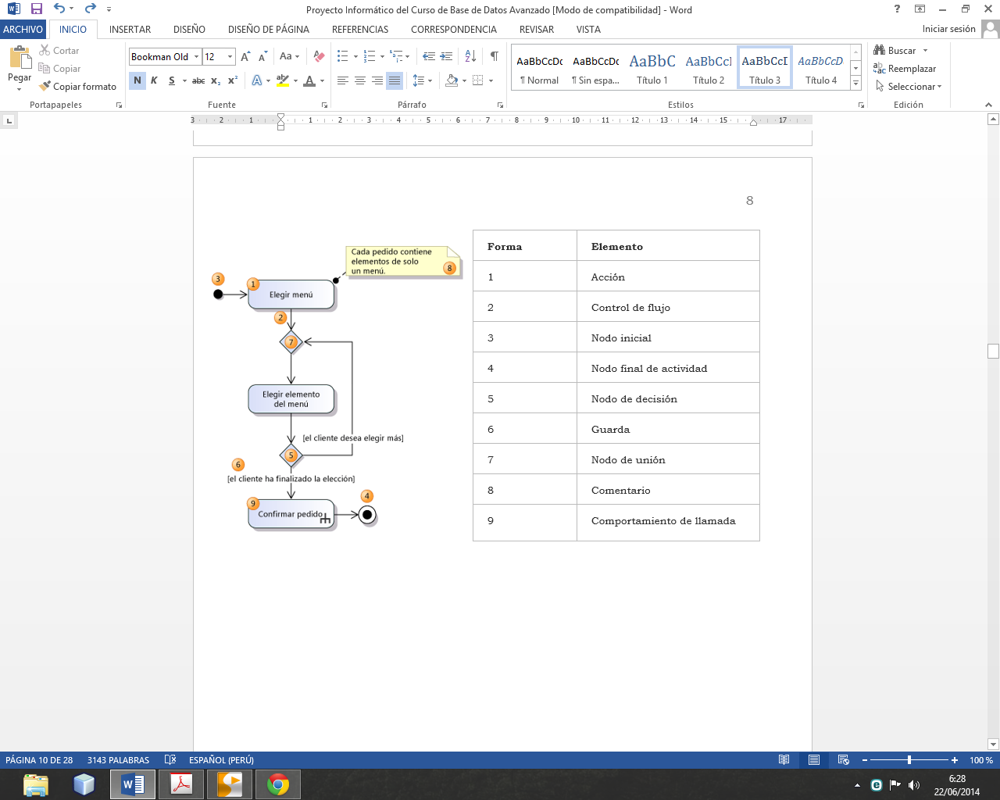 Proyecto Informático del Curso de Base de Datos Avanzado [Modo de compatibilidad] - Word
ARCHIVO INICIO INSERTAR DISEÑO DISEÑO DE PÁGINA REFERENCIAS CORRESPONDENCIA REVISAR VISTA Iniciar sesión
Pegar
Cortar
Copiar
Copiar formato
Portapapeles
Bookman Old 12
N K S abc x₂ x²
Fuente
Párrafo
AaBbCcDc AaBbCcDc AaBbC AaBbCcI AaBbCcI AaBbCcD
¶ Normal ¶ Sin espa... Título 1 Título 2 Título 3 Título 4
Estilos
Buscar
Reemplazar
Seleccionar
Edición
3 2 1 1 2 3 4 5 6 7 8 9 10 11 12 13 14 15 17
8
Cada pedido contiene
elementos de solo
un menú.
8
3
1
Elegir menú
2
7
Elegir elemento
del menú
[el cliente desea elegir más]
5
6
[el cliente ha finalizado la elección]
9
Confirmar pedido
4
Forma Elemento
1 Acción
2 Control de flujo
3 Nodo inicial
4 Nodo final de actividad
5 Nodo de decisión
6 Guarda
7 Nodo de unión
8 Comentario
9 Comportamiento de llamada
PÁGINA 10 DE 28 3143 PALABRAS ESPAÑOL (PERÚ) 100 %
6:28
22/06/2014